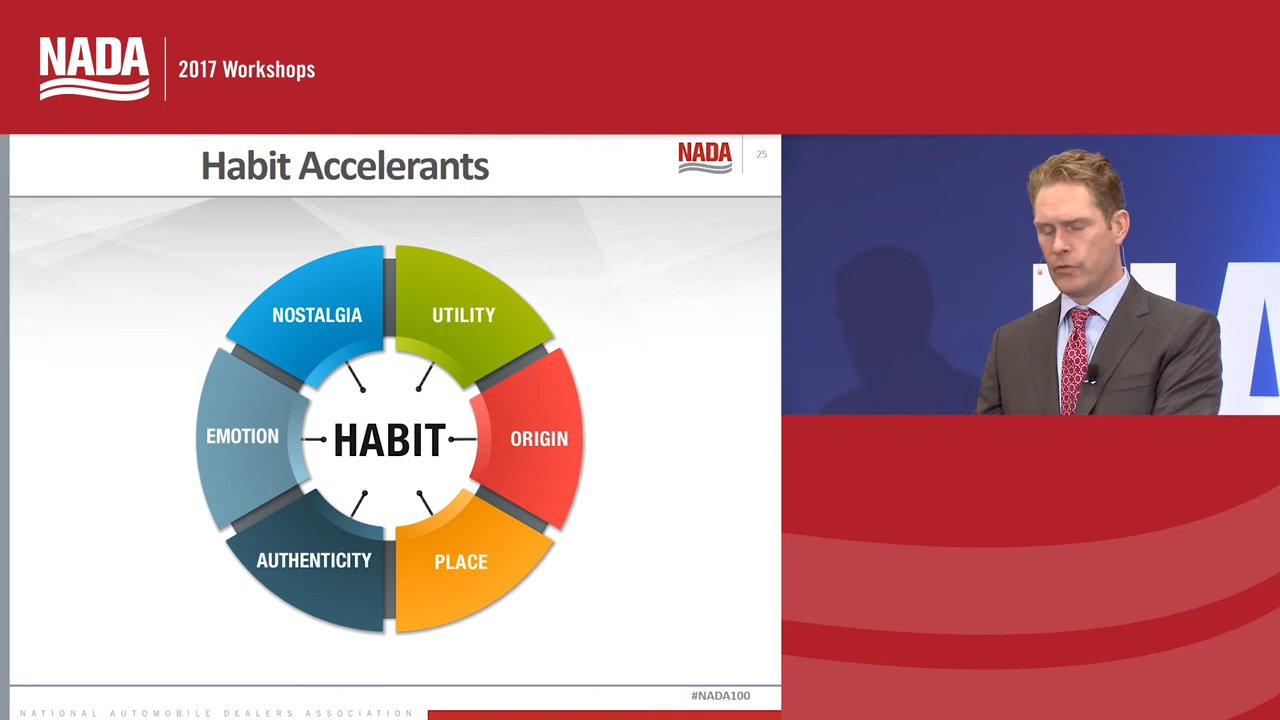 NADA
2017 Workshops
Habit Accelerants
NADA
25
NOSTALGIA
UTILITY
EMOTION
HABIT
ORIGIN
AUTHENTICITY
PLACE
#NADA100
NATIONAL AUTOMOBILE DEALERS ASSOCIATION